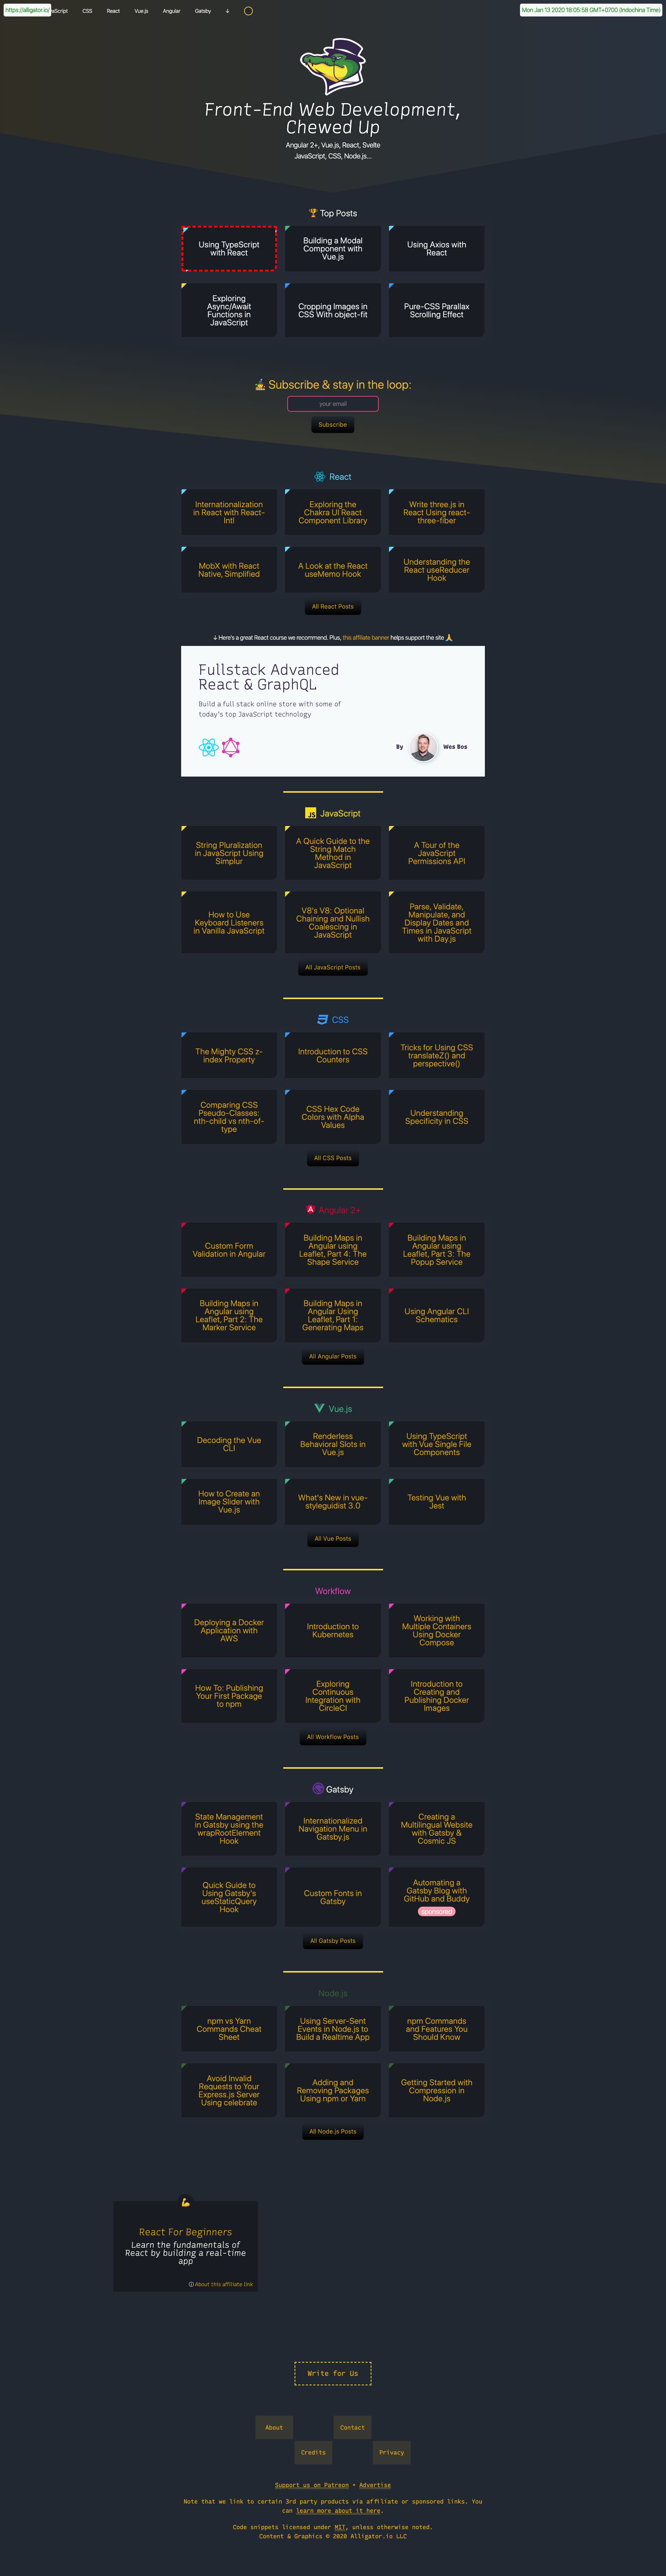 https://alligator.io/
aScript CSS React Vue.js Angular Gatsby ↓
Mon Jan 13 2020 18:05:58 GMT+0700 (Indochina Time)
Front-End Web Development,
Chewed Up
Angular 2+, Vue.js, React, Svelte
JavaScript, CSS, Node.js...
🏆 Top Posts
Using TypeScript
with React
Building a Modal
Component with
Vue.js
Using Axios with
React
Exploring
Async/Await
Functions in
JavaScript
Cropping Images in
CSS With object-fit
Pure-CSS Parallax
Scrolling Effect
Subscribe & stay in the loop:
your email
Subscribe
React
Internationalization
in React with React-
Intl
Exploring the
Chakra UI React
Component Library
Write three.js in
React Using react-
three-fiber
MobX with React
Native, Simplified
A Look at the React
useMemo Hook
Understanding the
React useReducer
Hook
All React Posts
↓ Here's a great React course we recommend. Plus, this affiliate banner helps support the site 🙏
Fullstack Advanced
React & GraphQL
Build a full stack online store with some of
today's top JavaScript technology
By Wes Bos
JS JavaScript
String Pluralization
in JavaScript Using
Simplur
A Quick Guide to the
String Match
Method in
JavaScript
A Tour of the
JavaScript
Permissions API
How to Use
Keyboard Listeners
in Vanilla JavaScript
V8's V8: Optional
Chaining and Nullish
Coalescing in
JavaScript
Parse, Validate,
Manipulate, and
Display Dates and
Times in JavaScript
with Day.js
All JavaScript Posts
CSS
The Mighty CSS z-
index Property
Introduction to CSS
Counters
Tricks for Using CSS
translateZ() and
perspective()
Comparing CSS
Pseudo-Classes:
nth-child vs nth-of-
type
CSS Hex Code
Colors with Alpha
Values
Understanding
Specificity in CSS
All CSS Posts
Angular 2+
Custom Form
Validation in Angular
Building Maps in
Angular using
Leaflet, Part 4: The
Shape Service
Building Maps in
Angular using
Leaflet, Part 3: The
Popup Service
Building Maps in
Angular using
Leaflet, Part 2: The
Marker Service
Building Maps in
Angular Using
Leaflet, Part 1:
Generating Maps
Using Angular CLI
Schematics
All Angular Posts
Vue.js
Decoding the Vue
CLI
Renderless
Behavioral Slots in
Vue.js
Using TypeScript
with Vue Single File
Components
How to Create an
Image Slider with
Vue.js
What's New in vue-
styleguidist 3.0
Testing Vue with
Jest
All Vue Posts
Workflow
Deploying a Docker
Application with
AWS
Introduction to
Kubernetes
Working with
Multiple Containers
Using Docker
Compose
How To: Publishing
Your First Package
to npm
Exploring
Continuous
Integration with
CircleCI
Introduction to
Creating and
Publishing Docker
Images
All Workflow Posts
Gatsby
State Management
in Gatsby using the
wrapRootElement
Hook
Internationalized
Navigation Menu in
Gatsby.js
Creating a
Multilingual Website
with Gatsby &
Cosmic JS
Quick Guide to
Using Gatsby's
useStaticQuery
Hook
Custom Fonts in
Gatsby
Automating a
Gatsby Blog with
GitHub and Buddy
sponsored
All Gatsby Posts
Node.js
npm vs Yarn
Commands Cheat
Sheet
Using Server-Sent
Events in Node.js to
Build a Realtime App
npm Commands
and Features You
Should Know
Avoid Invalid
Requests to Your
Express.js Server
Using celebrate
Adding and
Removing Packages
Using npm or Yarn
Getting Started with
Compression in
Node.js
All Node.js Posts
💪
React For Beginners
Learn the fundamentals of
React by building a real-time
app
ⓘ About this affiliate link
Write for Us
About
Contact
Credits
Privacy
Support us on Patreon • Advertise
Note that we link to certain 3rd party products via affiliate or sponsored links. You
can learn more about it here.
Code snippets licensed under MIT, unless otherwise noted.
Content & Graphics © 2020 Alligator.io LLC